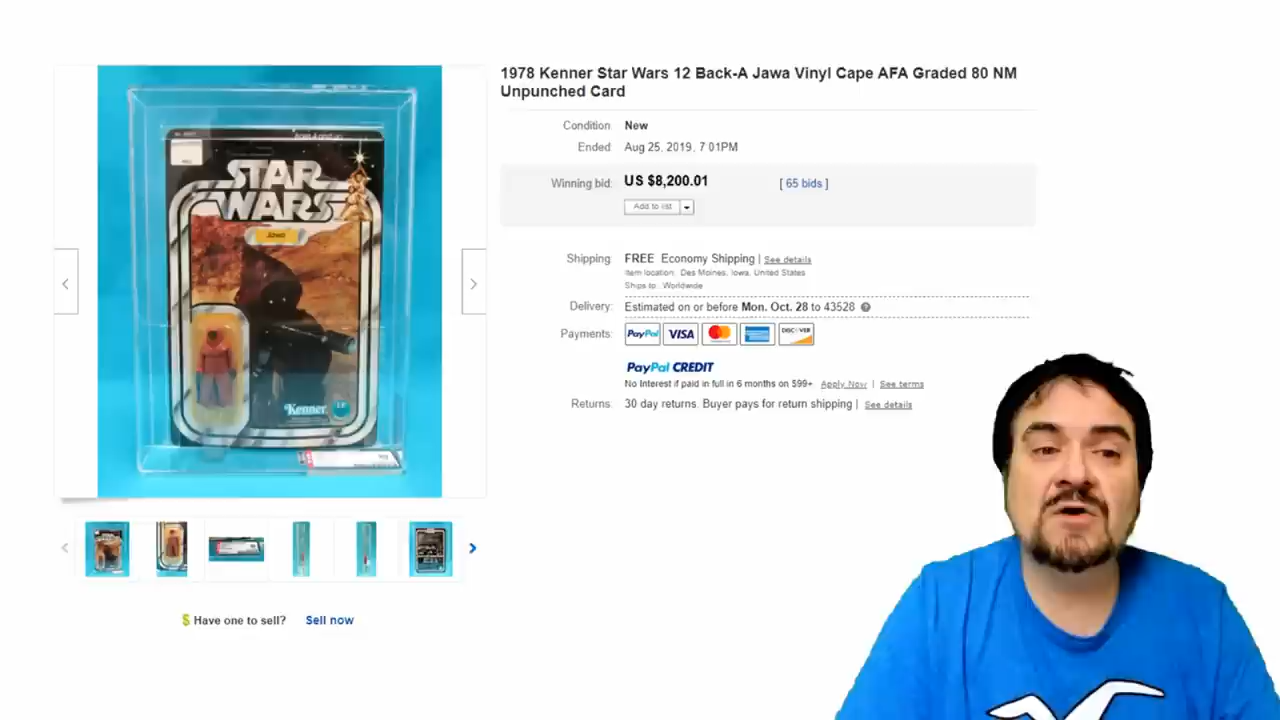 1978 Kenner Star Wars 12 Back-A Jawa Vinyl Cape AFA Graded 80 NM
Unpunched Card
Condition New
Ended: Aug 25, 2019, 7:01PM
Winning bid: US $8,200.01 [ 65 bids ]
Add to list
Shipping: FREE Economy Shipping | See details
Item location: Des Moines, Iowa, United States
Ships to: Worldwide
Delivery: Estimated on or before Mon. Oct. 28 to 43528
Payments: PayPal VISA DISCOVER
PayPal CREDIT
No Interest if paid in full in 6 months on $99+ Apply Now | See terms
Returns: 30 day returns. Buyer pays for return shipping | See details
STAR
WARS
Jawa
Kenner
$ Have one to sell? Sell now